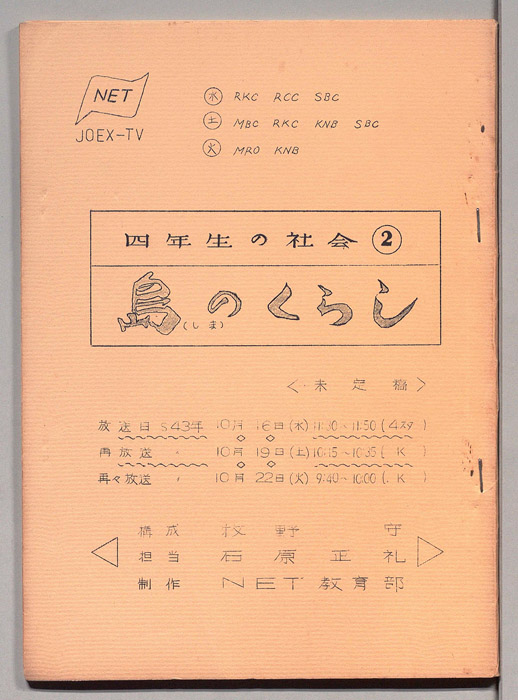 NET
JOEX-TV
㊌ RKC RCC SBC
㊏ MBC RKC KNB SBC
㊋ MRO KNB
四年生の社会②
島のくらし
(しま)
<・未定稿>
放送日 S43年 10月 16日(水) 11:30~11:50 (4スタ)
再放送 〃 10月 19日(土) 10:15~10:35 ( K )
再々放送 〃 10月 22日(火) 9:40~10:00 (. K )
構成 枚野 守
担当 石原正礼
制作 NET教育部